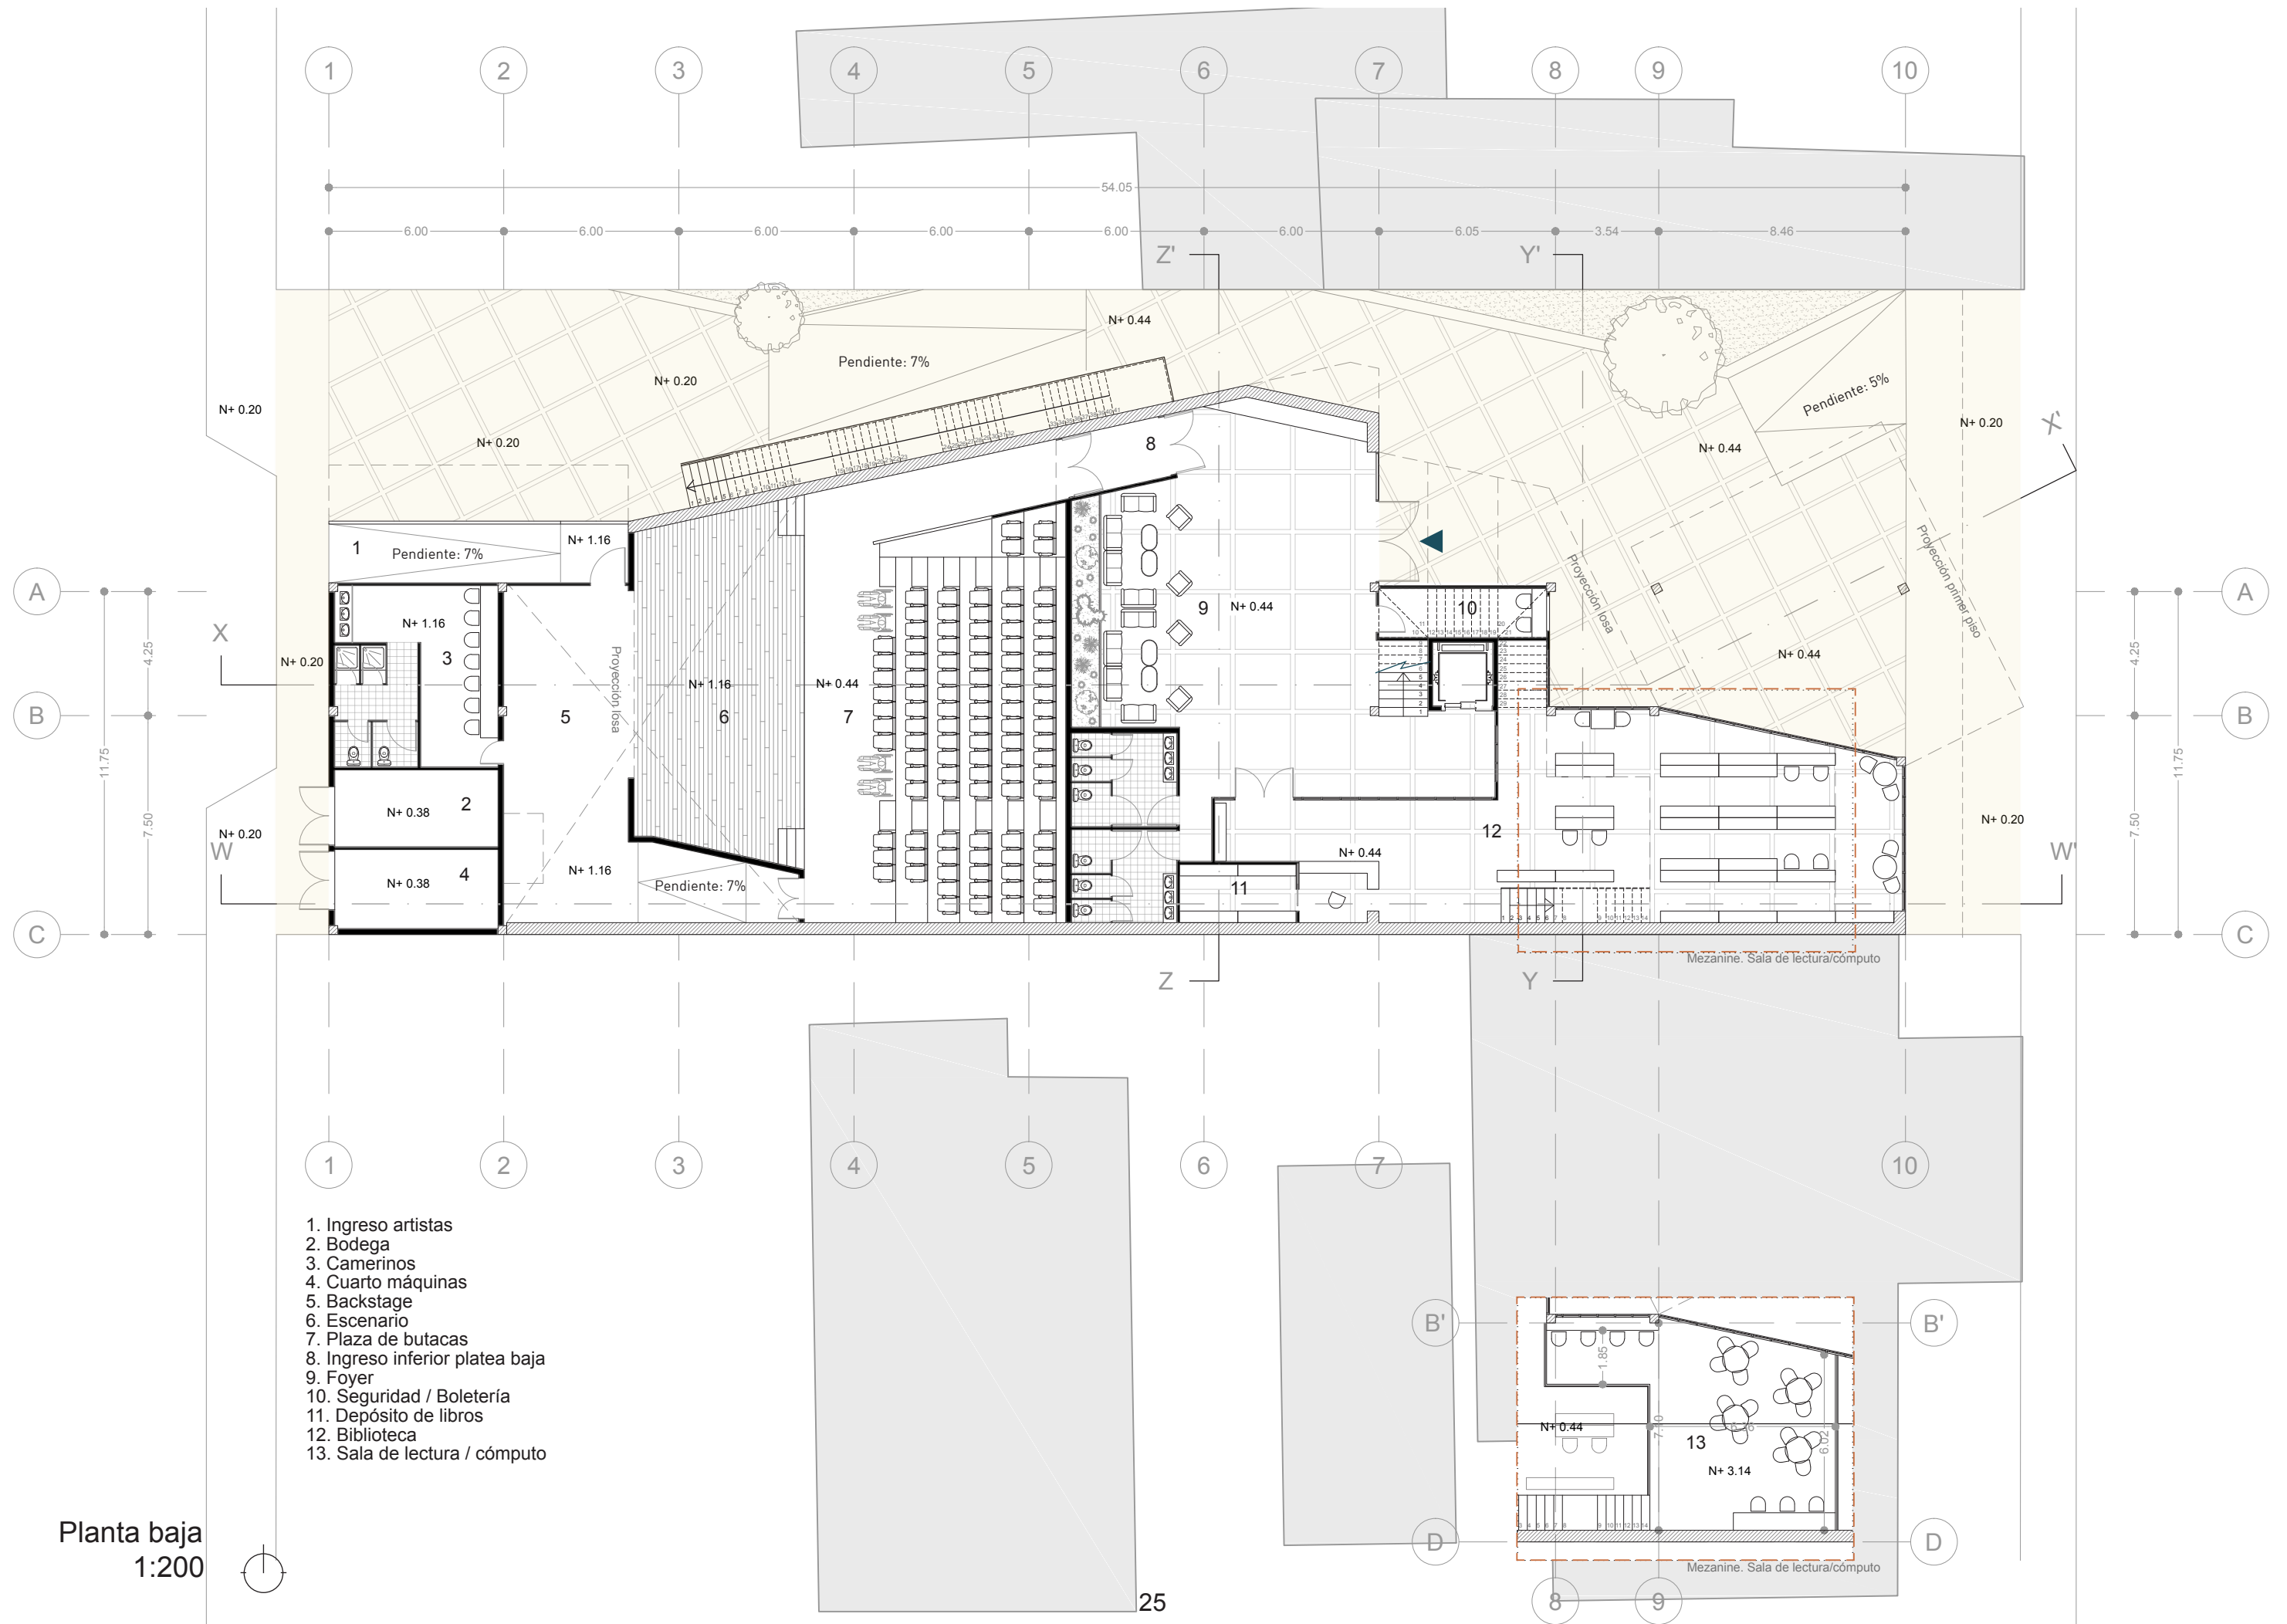 1 2 3 4 5 6 7 8 9 10
54.05
6.00 6.00 6.00 6.00 6.00 6.00 6.05 3.54 8.46
Z' Y'
N+ 0.44
Pendiente: 7%
N+ 0.20
Pendiente: 5%
N+ 0.20
N+ 0.20
X'
N+ 0.20
8
N+ 0.44
1
Pendiente: 7%
N+ 1.16
Proyección losa
Proyección primer piso
A A
9
N+ 0.44
10
X
N+ 1.16
3
N+ 0.20
4.25
11.75
7.50
4.25
11.75
7.50
Proyección losa
N+ 1.16
N+ 0.44
N+ 0.44
B B
5
6
7
2
N+ 0.38
N+ 0.20
W
12
N+ 0.20
W'
N+ 0.44
4
N+ 0.38
N+ 1.16
Pendiente: 7%
11
C C
Mezanine. Sala de lectura/cómputo
Z Y
1 2 3 4 5 6 7 10
1. Ingreso artistas
2. Bodega
3. Camerinos
4. Cuarto máquinas
5. Backstage
6. Escenario
7. Plaza de butacas
8. Ingreso inferior platea baja
9. Foyer
10. Seguridad / Boletería
11. Depósito de libros
12. Biblioteca
13. Sala de lectura / cómputo
B' B'
1.85
N+ 0.44
13
6.02
N+ 3.14
D D
Mezanine. Sala de lectura/cómputo
8 9
Planta baja
1:200
25